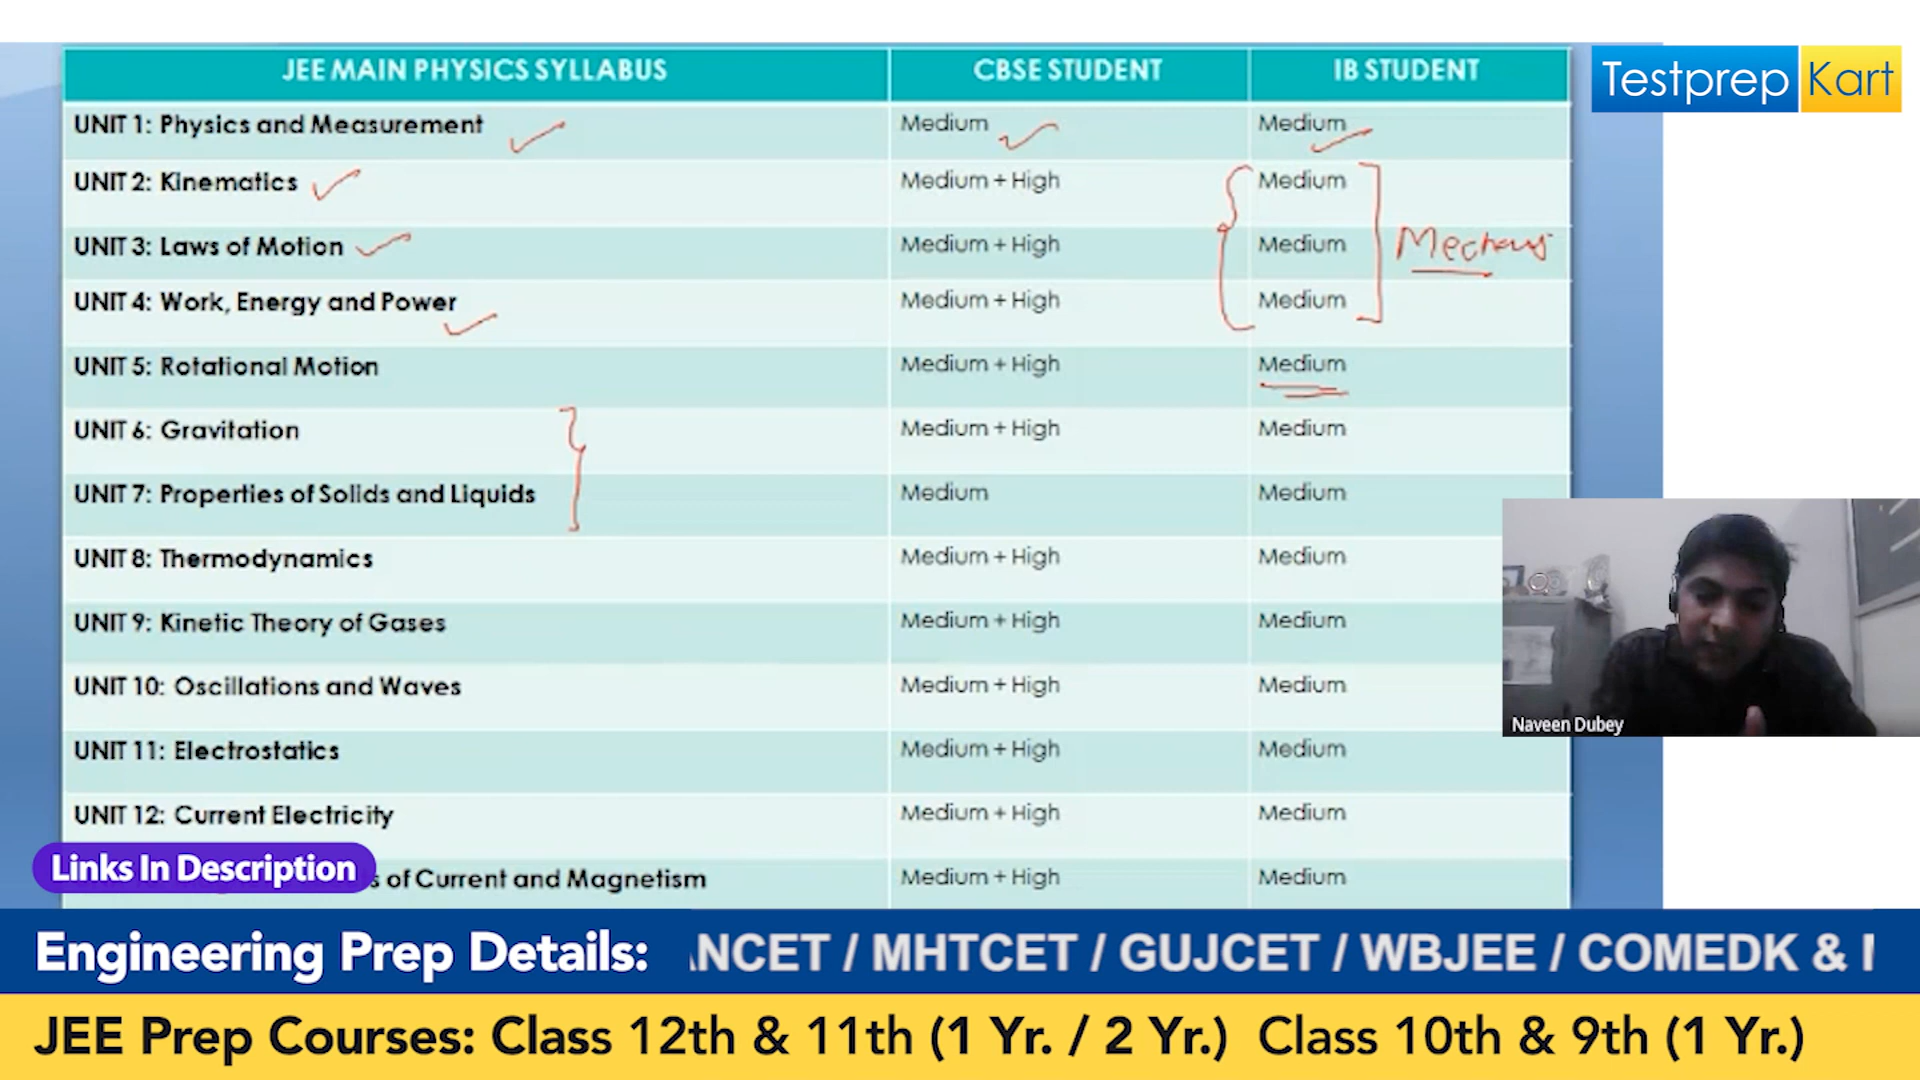 JEE MAIN PHYSICS SYLLABUS CBSE STUDENT IB STUDENT
Testprep Kart
UNIT 1: Physics and Measurement Medium Medium
UNIT 2: Kinematics Medium + High Medium
UNIT 3: Laws of Motion Medium + High Medium
UNIT 4: Work, Energy and Power Medium + High Medium
UNIT 5: Rotational Motion Medium + High Medium
UNIT 6: Gravitation Medium + High Medium
UNIT 7: Properties of Solids and Liquids Medium Medium
UNIT 8: Thermodynamics Medium + High Medium
UNIT 9: Kinetic Theory of Gases Medium + High Medium
UNIT 10: Oscillations and Waves Medium + High Medium
Naveen Dubey
UNIT 11: Electrostatics Medium + High Medium
UNIT 12: Current Electricity Medium + High Medium
Links In Description
s of Current and Magnetism Medium + High Medium
Engineering Prep Details: NCET / MHTCET / GUJCET / WBJEE / COMEDK &
JEE Prep Courses: Class 12th & 11th (1 Yr. / 2 Yr.) Class 10th & 9th (1 Yr.)